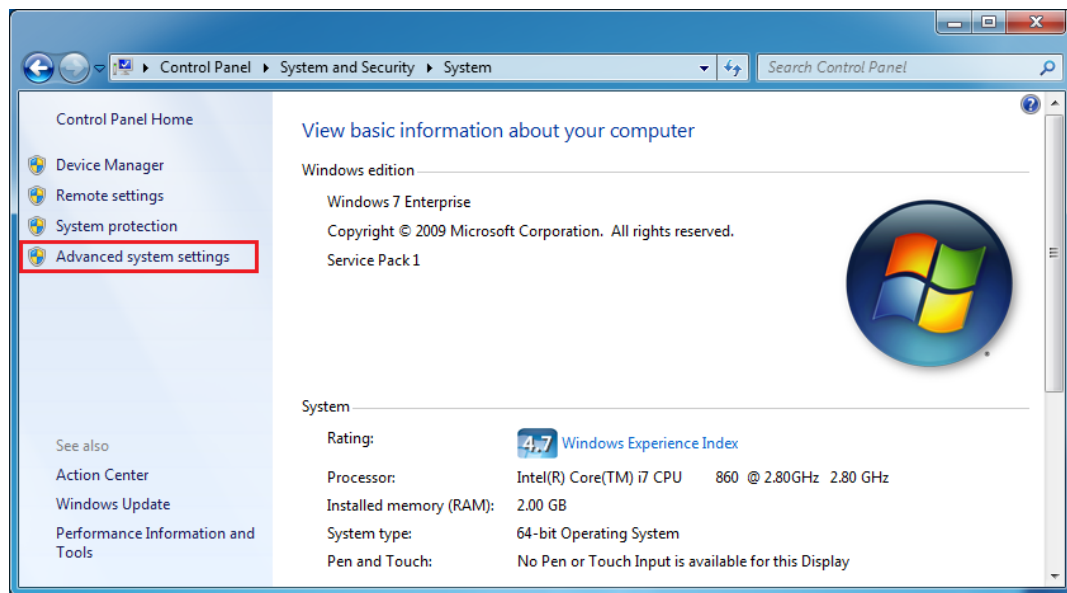 Control Panel ▸ System and Security ▸ System
Search Control Panel
Control Panel Home
Device Manager
Remote settings
System protection
Advanced system settings
See also
Action Center
Windows Update
Performance Information and
Tools
View basic information about your computer
Windows edition
Windows 7 Enterprise
Copyright © 2009 Microsoft Corporation. All rights reserved.
Service Pack 1
System
Rating: 4.7 Windows Experience Index
Processor: Intel(R) Core(TM) i7 CPU 860 @ 2.80GHz 2.80 GHz
Installed memory (RAM): 2.00 GB
System type: 64-bit Operating System
Pen and Touch: No Pen or Touch Input is available for this Display